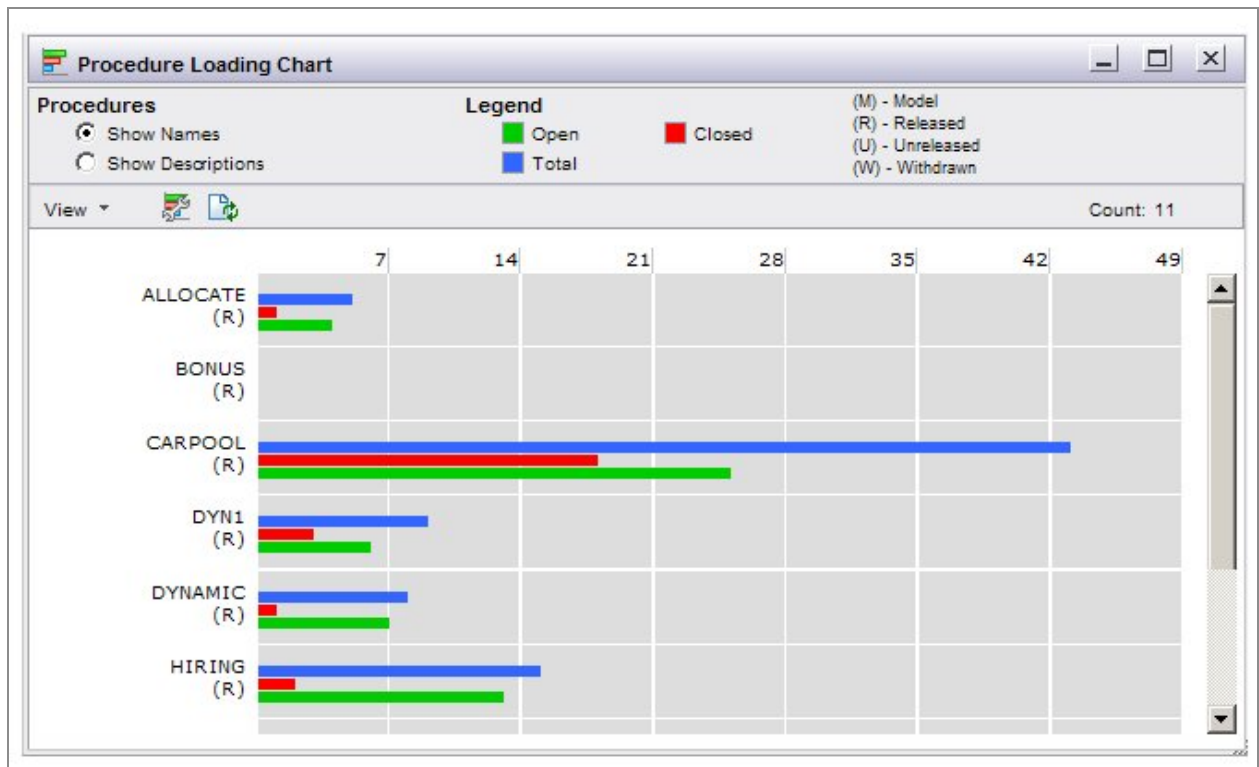 Procedure Loading Chart
Procedures
Show Names
Show Descriptions
Legend
Open
Closed
Total
(M) - Model
(R) - Released
(U) - Unreleased
(W) - Withdrawn
View
Count: 11
7 14 21 28 35 42 49
ALLOCATE
(R)
BONUS
(R)
CARPOOL
(R)
DYN1
(R)
DYNAMIC
(R)
HIRING
(R)